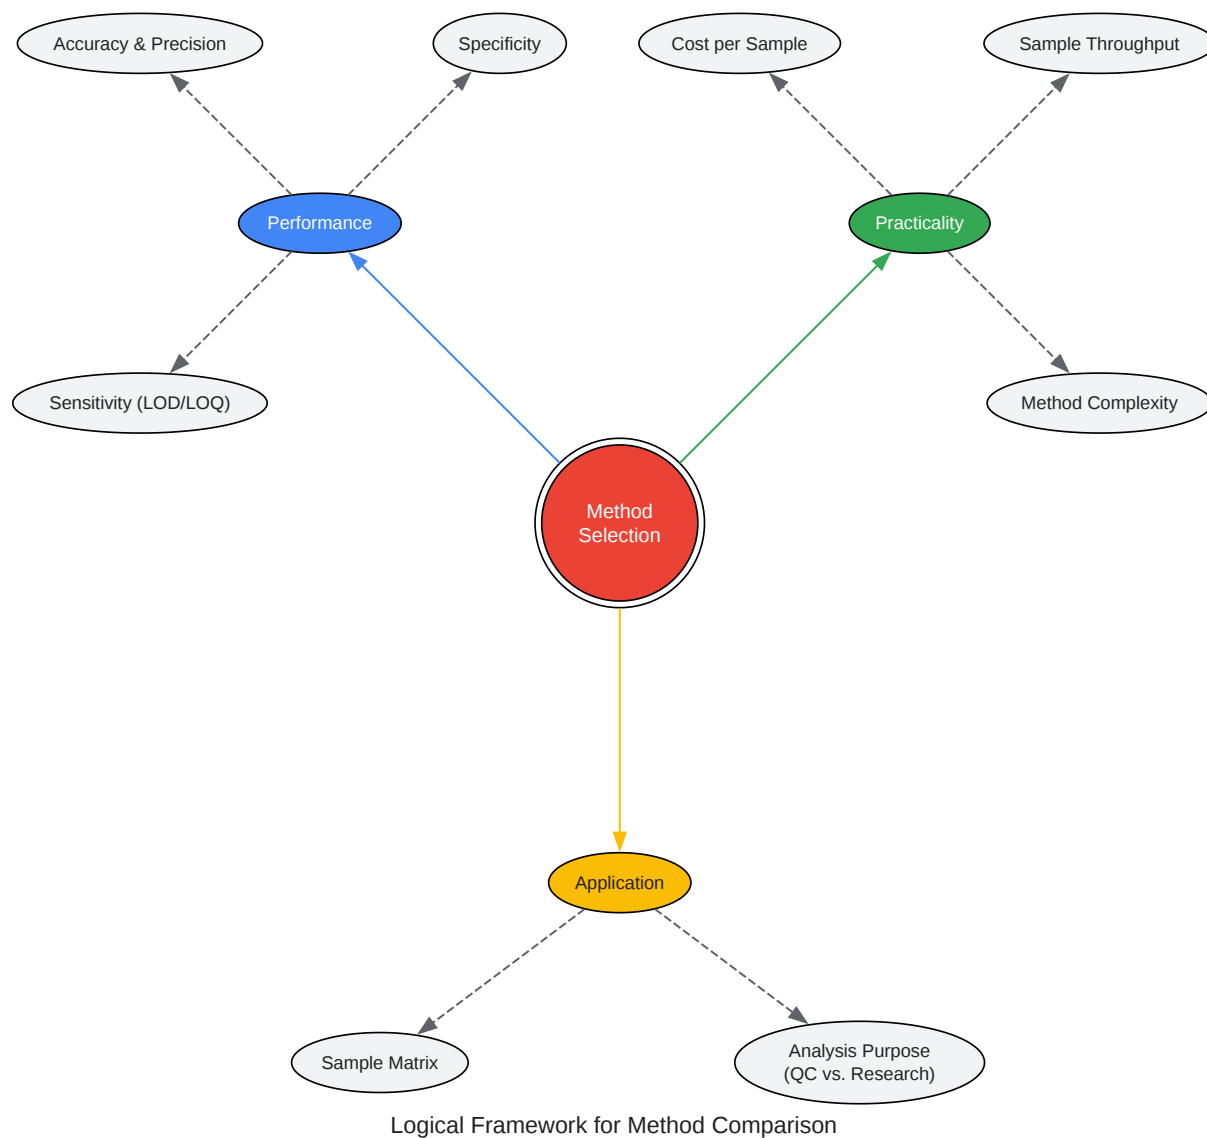 Accuracy & Precision
Specificity
Cost per Sample
Sample Throughput
Performance
Practicality
Sensitivity (LOD/LOQ)
Method Complexity
Method
Selection
Application
Sample Matrix
Analysis Purpose
(QC vs. Research)
Logical Framework for Method Comparison